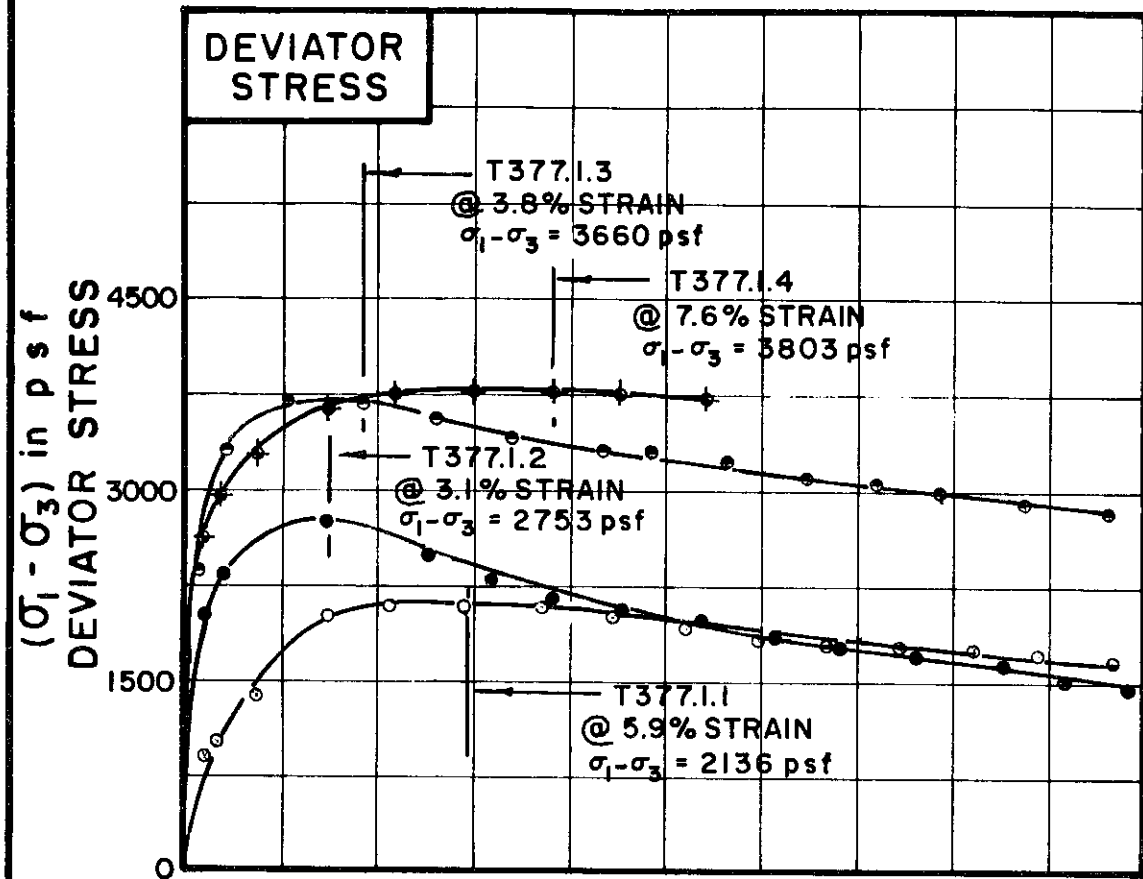 DEVIATOR
STRESS
T377.1.3
@ 3.8% STRAIN
σ₁-σ₃ = 3660 psf
T377.1.4
@ 7.6% STRAIN
σ₁-σ₃ = 3803 psf
T377.1.2
@ 3.1% STRAIN
σ₁-σ₃ = 2753 psf
T377.1.1
@ 5.9% STRAIN
σ₁-σ₃ = 2136 psf
(σ₁ - σ₃) in psf
DEVIATOR STRESS
4500
3000
1500
0